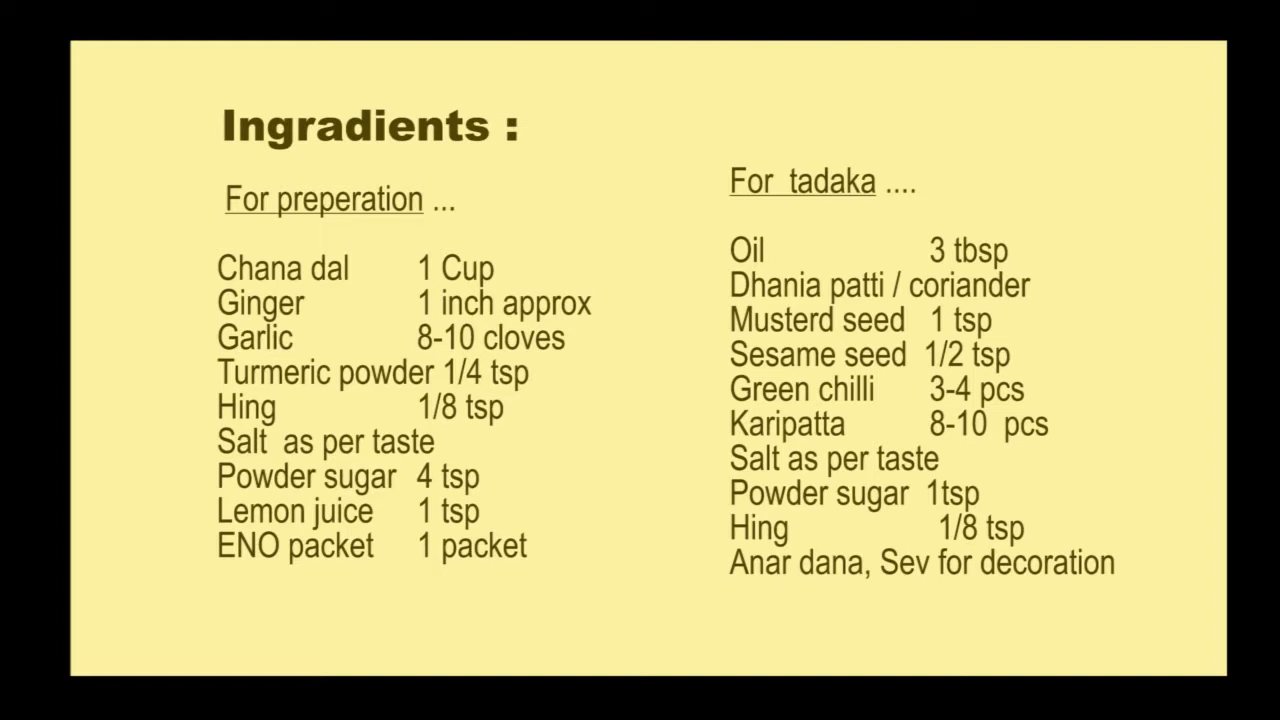 Ingradients :
For preperation ...
Chana dal 1 Cup
Ginger 1 inch approx
Garlic 8-10 cloves
Turmeric powder 1/4 tsp
Hing 1/8 tsp
Salt as per taste
Powder sugar 4 tsp
Lemon juice 1 tsp
ENO packet 1 packet
For tadaka ....
Oil 3 tbsp
Dhania patti / coriander
Musterd seed 1 tsp
Sesame seed 1/2 tsp
Green chilli 3-4 pcs
Karipatta 8-10 pcs
Salt as per taste
Powder sugar 1tsp
Hing 1/8 tsp
Anar dana, Sev for decoration